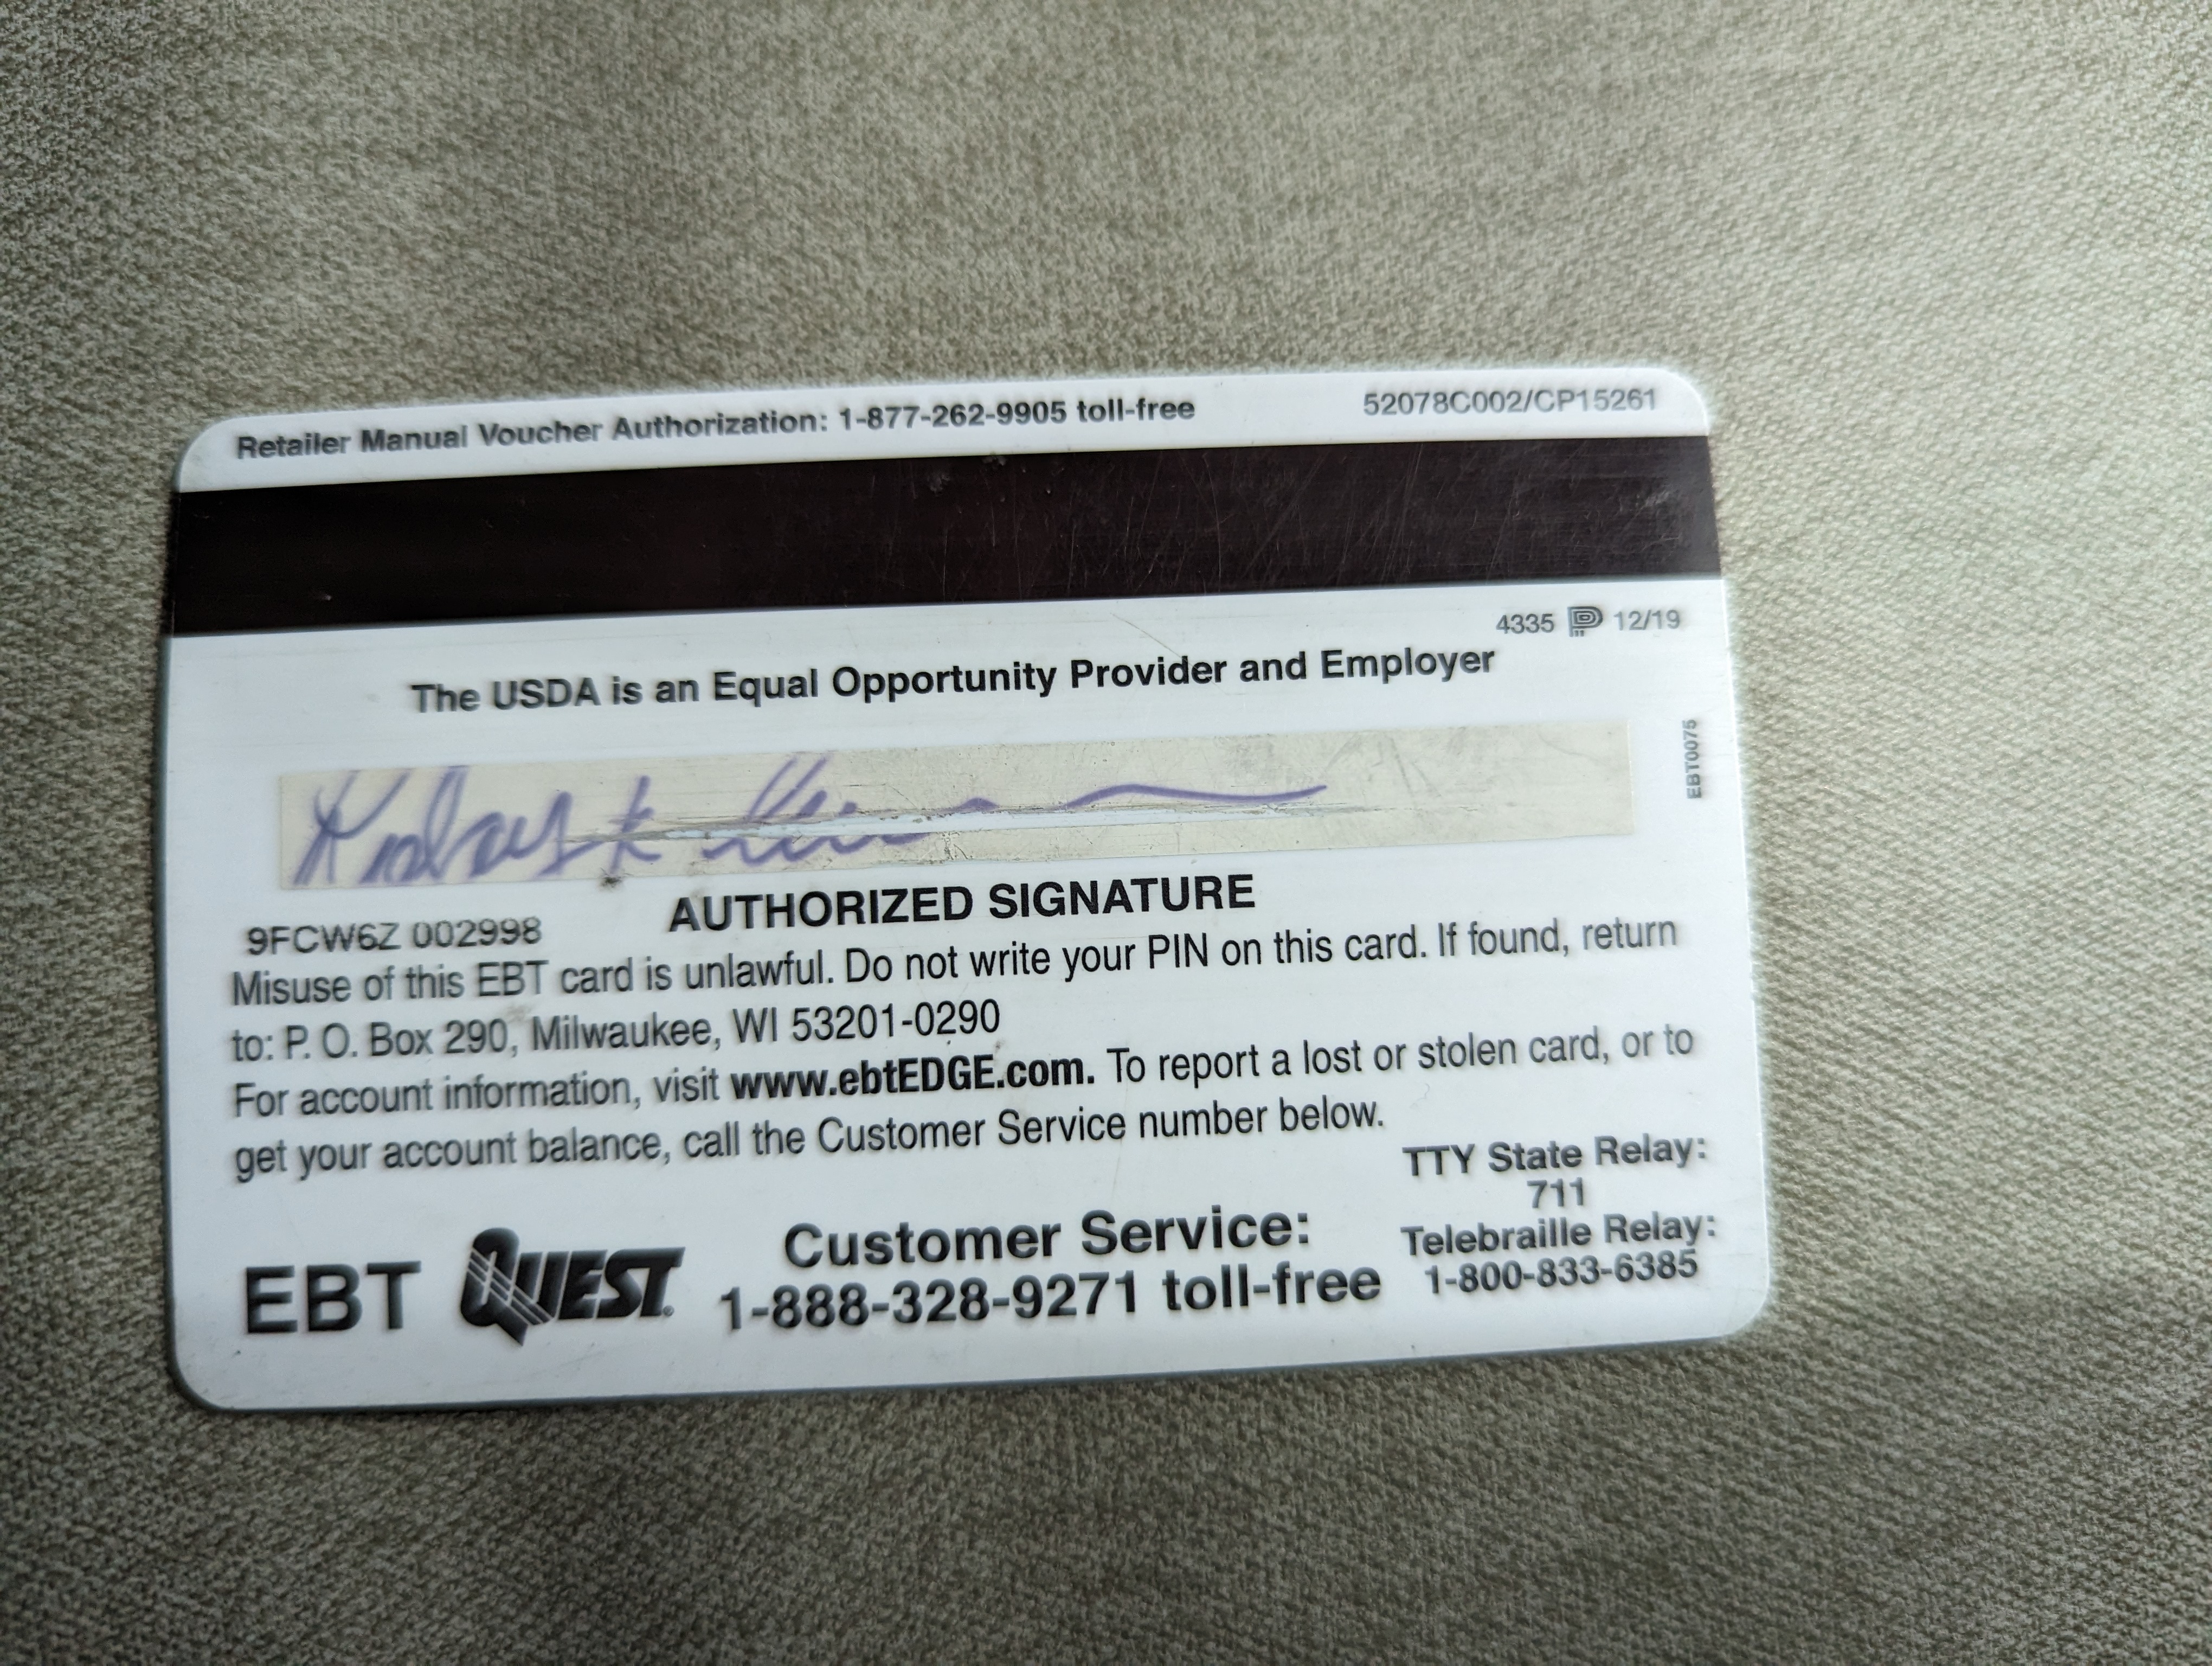 Retailer Manual Voucher Authorization: 1-877-262-9905 toll-free 52078C002/CP15261
4335 12/19
The USDA is an Equal Opportunity Provider and Employer
EBT0075
AUTHORIZED SIGNATURE
9FCW6Z 002998
Misuse of this EBT card is unlawful. Do not write your PIN on this card. If found, return
to: P. O. Box 290, Milwaukee, WI 53201-0290
For account information, visit www.ebtEDGE.com. To report a lost or stolen card, or to
get your account balance, call the Customer Service number below.
TTY State Relay:
711
Telebraille Relay:
1-800-833-6385
EBT QUEST
Customer Service:
1-888-328-9271 toll-free